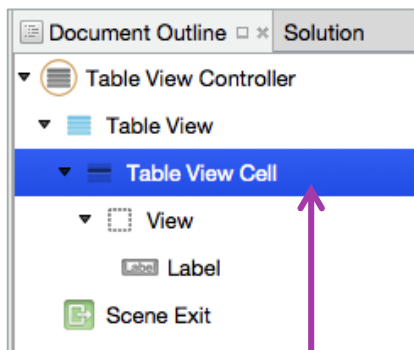 Document Outline Solution
Table View Controller
Table View
Table View Cell
View
Label Label
Scene Exit